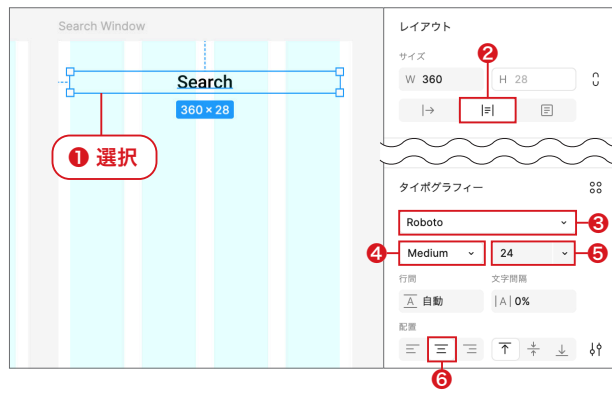 Search Window
Search
360 × 28
❶ 選択
レイアウト
サイズ
❷
W 360
H 28
タイポグラフィー
Roboto
❸
❹
Medium
24
❺
行間
文字間隔
A 自動
|A| 0%
配置
❻